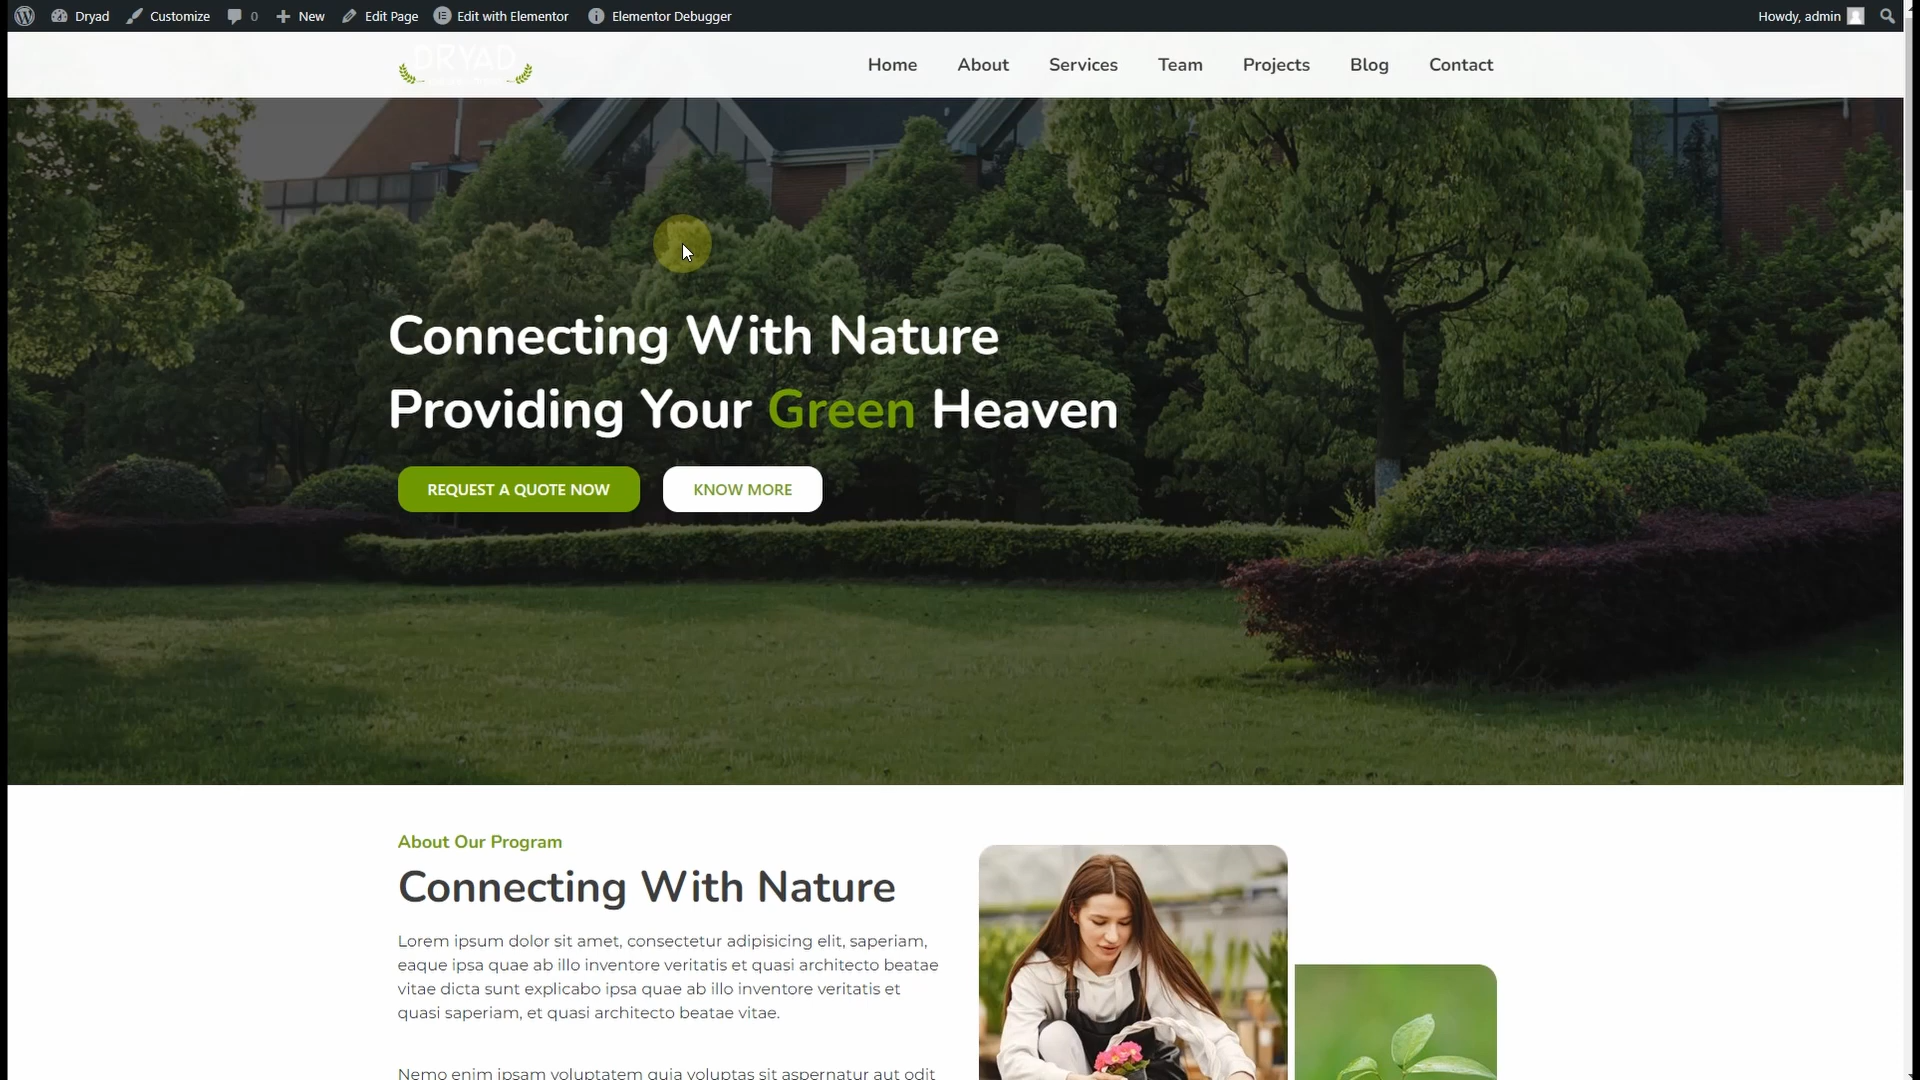 Dryad Customize 0 New Edit Page Edit with Elementor Elementor Debugger Howdy, admin
DRYAD Home About Services Team Projects Blog Contact
Connecting With Nature
Providing Your Green Heaven
REQUEST A QUOTE NOW KNOW MORE
About Our Program
Connecting With Nature
Lorem ipsum dolor sit amet, consectetur adipisicing elit, saperiam,
eaque ipsa quae ab illo inventore veritatis et quasi architecto beatae
vitae dicta sunt explicabo ipsa quae ab illo inventore veritatis et
quasi saperiam, et quasi architecto beatae vitae.
Nemo enim ipsam voluptatem quia voluptas sit aspernatur aut odit